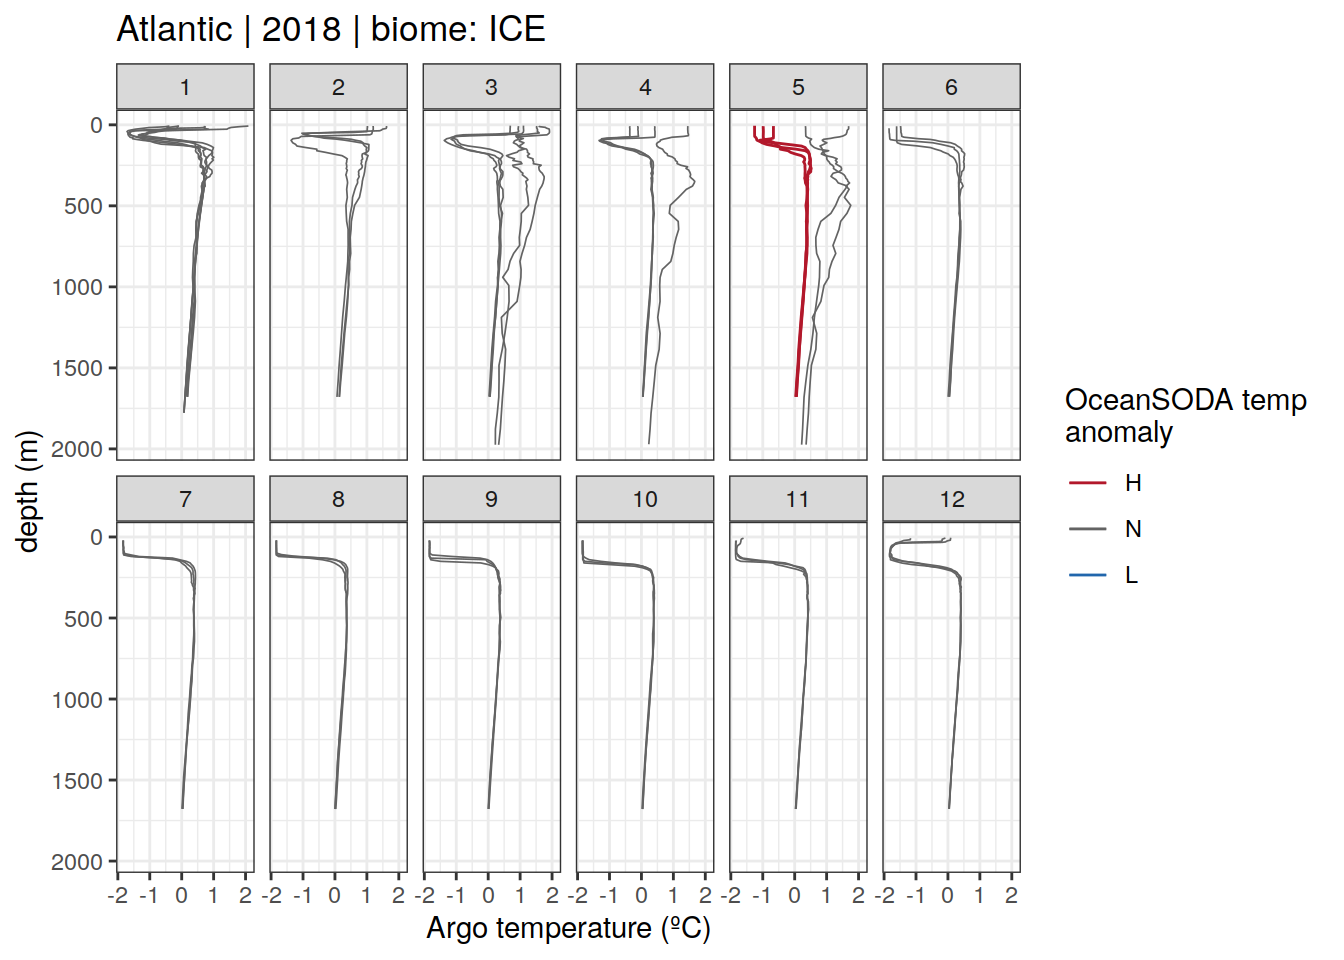 Atlantic | 2018 | biome: ICE
1 2 3 4 5 6
0
500
1000
1500
2000
7 8 9 10 11 12
0
500
1000
1500
2000
-2 -1 0 1 2 -2 -1 0 1 2 -2 -1 0 1 2 -2 -1 0 1 2 -2 -1 0 1 2 -2 -1 0 1 2
Argo temperature (ºC)
depth (m)
OceanSODA temp
anomaly
H
N
L